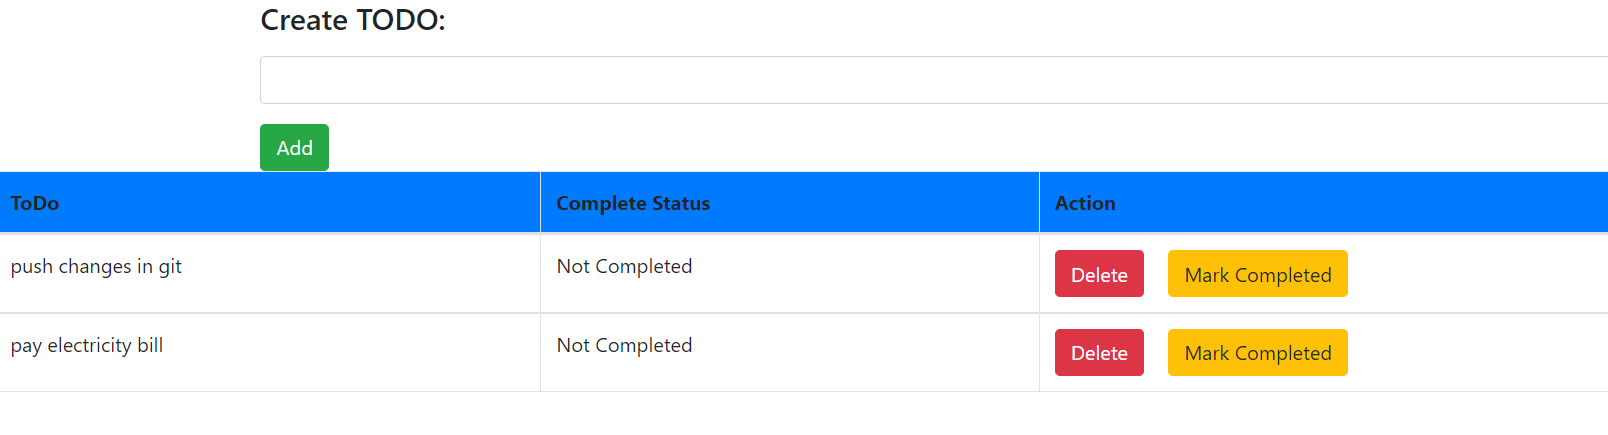 Create TODO:
Add
ToDo Complete Status Action
push changes in git Not Completed Delete Mark Completed
pay electricity bill Not Completed Delete Mark Completed